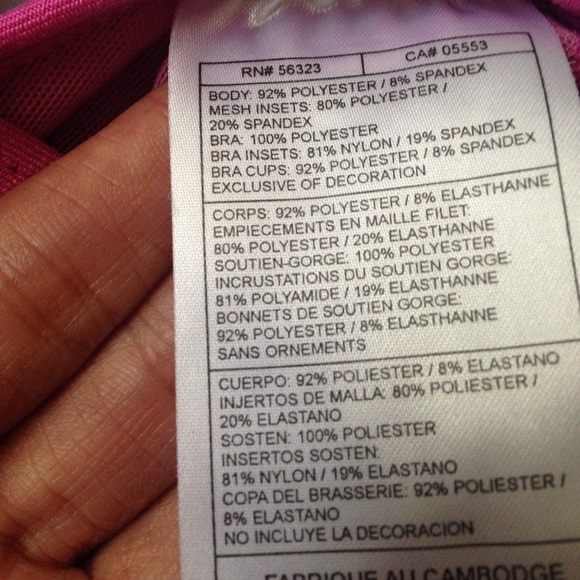 RN# 56323 CA# 05553
BODY: 92% POLYESTER / 8% SPANDEX
MESH INSETS: 80% POLYESTER /
20% SPANDEX
BRA: 100% POLYESTER
BRA INSETS: 81% NYLON / 19% SPANDEX
BRA CUPS: 92% POLYESTER / 8% SPANDEX
EXCLUSIVE OF DECORATION
CORPS: 92% POLYESTER / 8% ELASTHANNE
EMPIECEMENTS EN MAILLE FILET:
80% POLYESTER / 20% ELASTHANNE
SOUTIEN-GORGE: 100% POLYESTER
INCRUSTATIONS DU SOUTIEN GORGE:
81% POLYAMIDE / 19% ELASTHANNE
BONNETS DE SOUTIEN GORGE:
92% POLYESTER / 8% ELASTHANNE
SANS ORNEMENTS
CUERPO: 92% POLIESTER / 8% ELASTANO
INJERTOS DE MALLA: 80% POLIESTER /
20% ELASTANO
SOSTEN: 100% POLIESTER
INSERTOS SOSTEN:
81% NYLON / 19% ELASTANO
COPA DEL BRASSERIE: 92% POLIESTER /
8% ELASTANO
NO INCLUYE LA DECORACION
FABRIQUE AU CAMBODGE